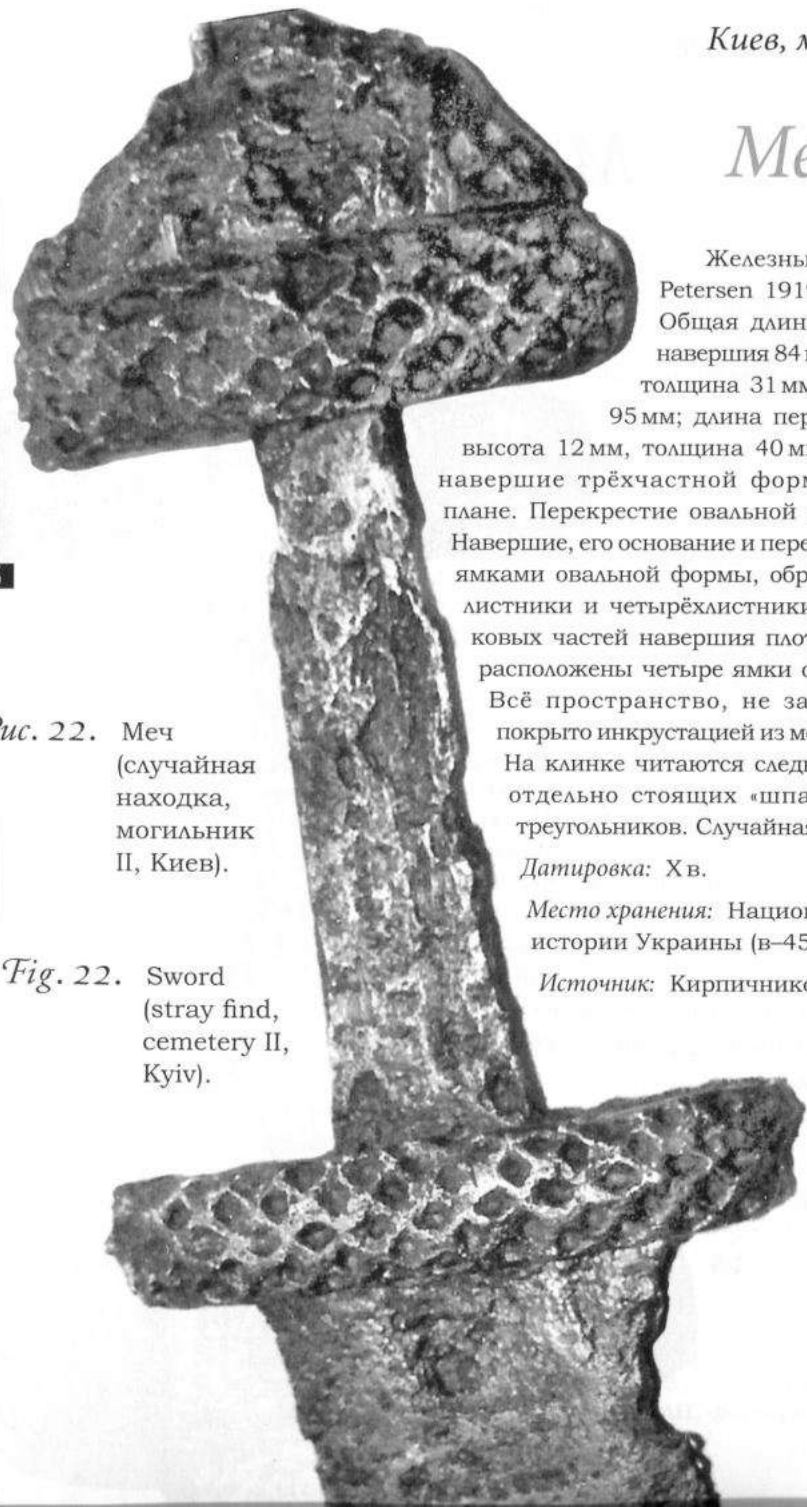 Киев,
Железны
Petersen 191
Общая длин
навершия 84
толщина 31 мм
95 мм; длина пер
высота 12 мм, толщина 40 м
навершие трёхчастной форм
плане. Перекрестие овальной
Навершие, его основание и пере
ямками овальной формы, обр
листники и четырёхлистники
ковых частей навершия плот
расположены четыре ямки о
Всё пространство, не за
покрыто инкрустацией из м
На клинке читаются след
отдельно стоящих «шпа
треугольников. Случайна
Датировка: X в.
Место хранения: Национ
истории Украины (в–45
Источник: Кирпичнико
Рис. 22. Меч
(случайная
находка,
могильник
II, Киев).
Fig. 22. Sword
(stray find,
cemetery II,
Kyiv).